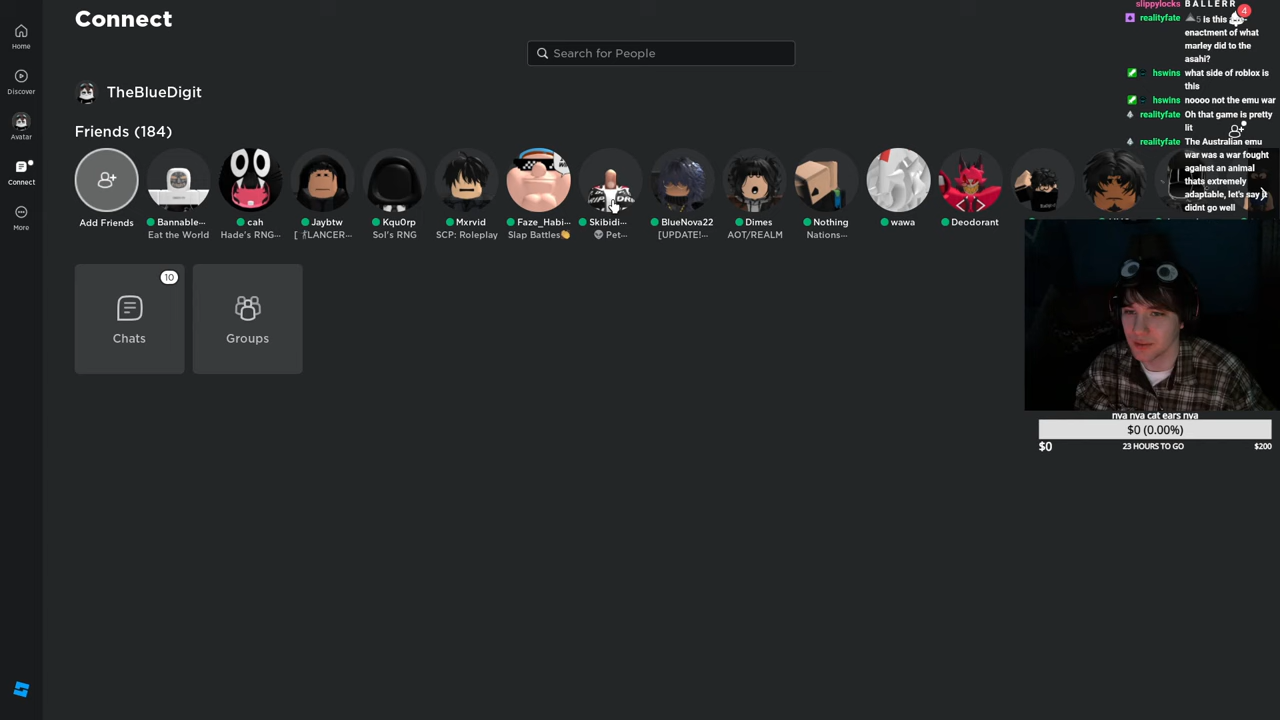 Connect
Search for People
Home
Discover
Avatar
Connect
More
TheBlueDigit
Friends (184)
Add Friends
Bannable...
Eat the World
cah
Hade's RNG...
Jaybtw
Kqu0rp
Sol's RNG
Mxrvid
SCP: Roleplay
Faze_Habi...
Slap Battles👏
Skibidi...
💀 Pet...
BlueNova22
[UPDATE!...
Dimes
AOT/REALM
Nothing
Nations...
wawa
Deodorant
10
Chats
Groups
slippylocks B A L L E R R
4
realityfate
enactment of what
marley did to the
asahi?
hswins what side of roblox is
this
hswins noooo not the emu war
realityfate Oh that game is pretty
lit
realityfate The Australian emu
war was a war fought
against an animal
thats extremely
adaptable, let's say it
didnt go well
nya nya cat ears nya
$0 (0.00%)
$0 23 HOURS TO GO $200